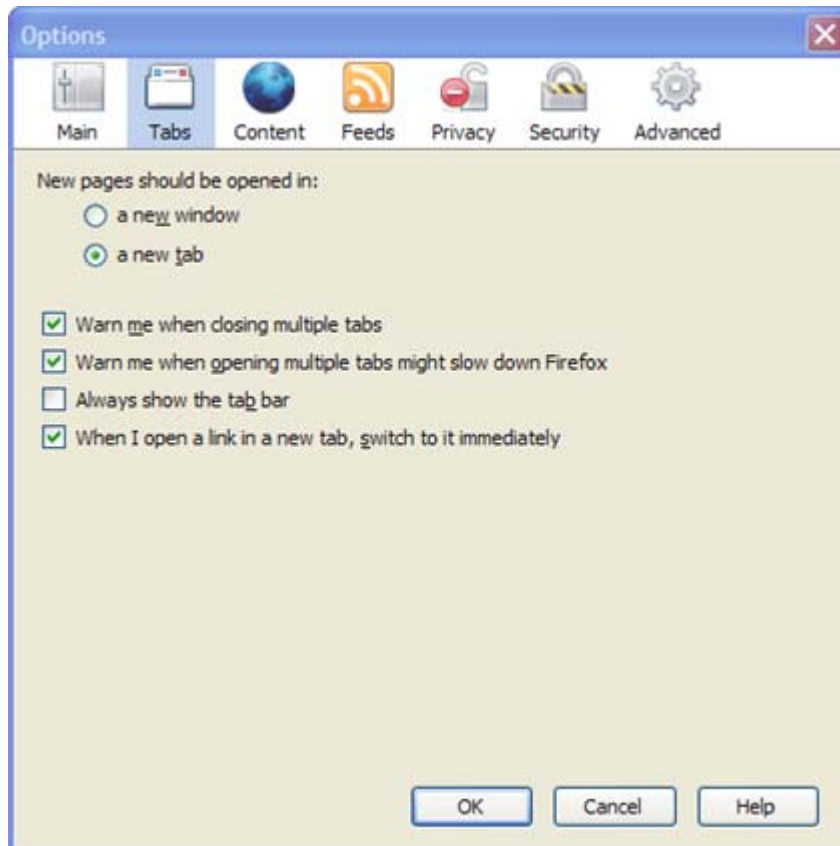 Options
Main Tabs Content Feeds Privacy Security Advanced
New pages should be opened in:
a new window
a new tab
Warn me when closing multiple tabs
Warn me when opening multiple tabs might slow down Firefox
Always show the tab bar
When I open a link in a new tab, switch to it immediately
OK Cancel Help